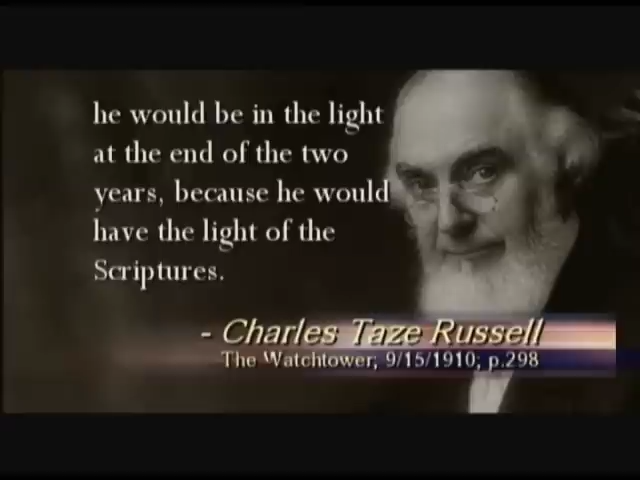 he would be in the light
at the end of the two
years, because he would
have the light of the
Scriptures.
- Charles Taze Russell
The Watchtower; 9/15/1910; p.298